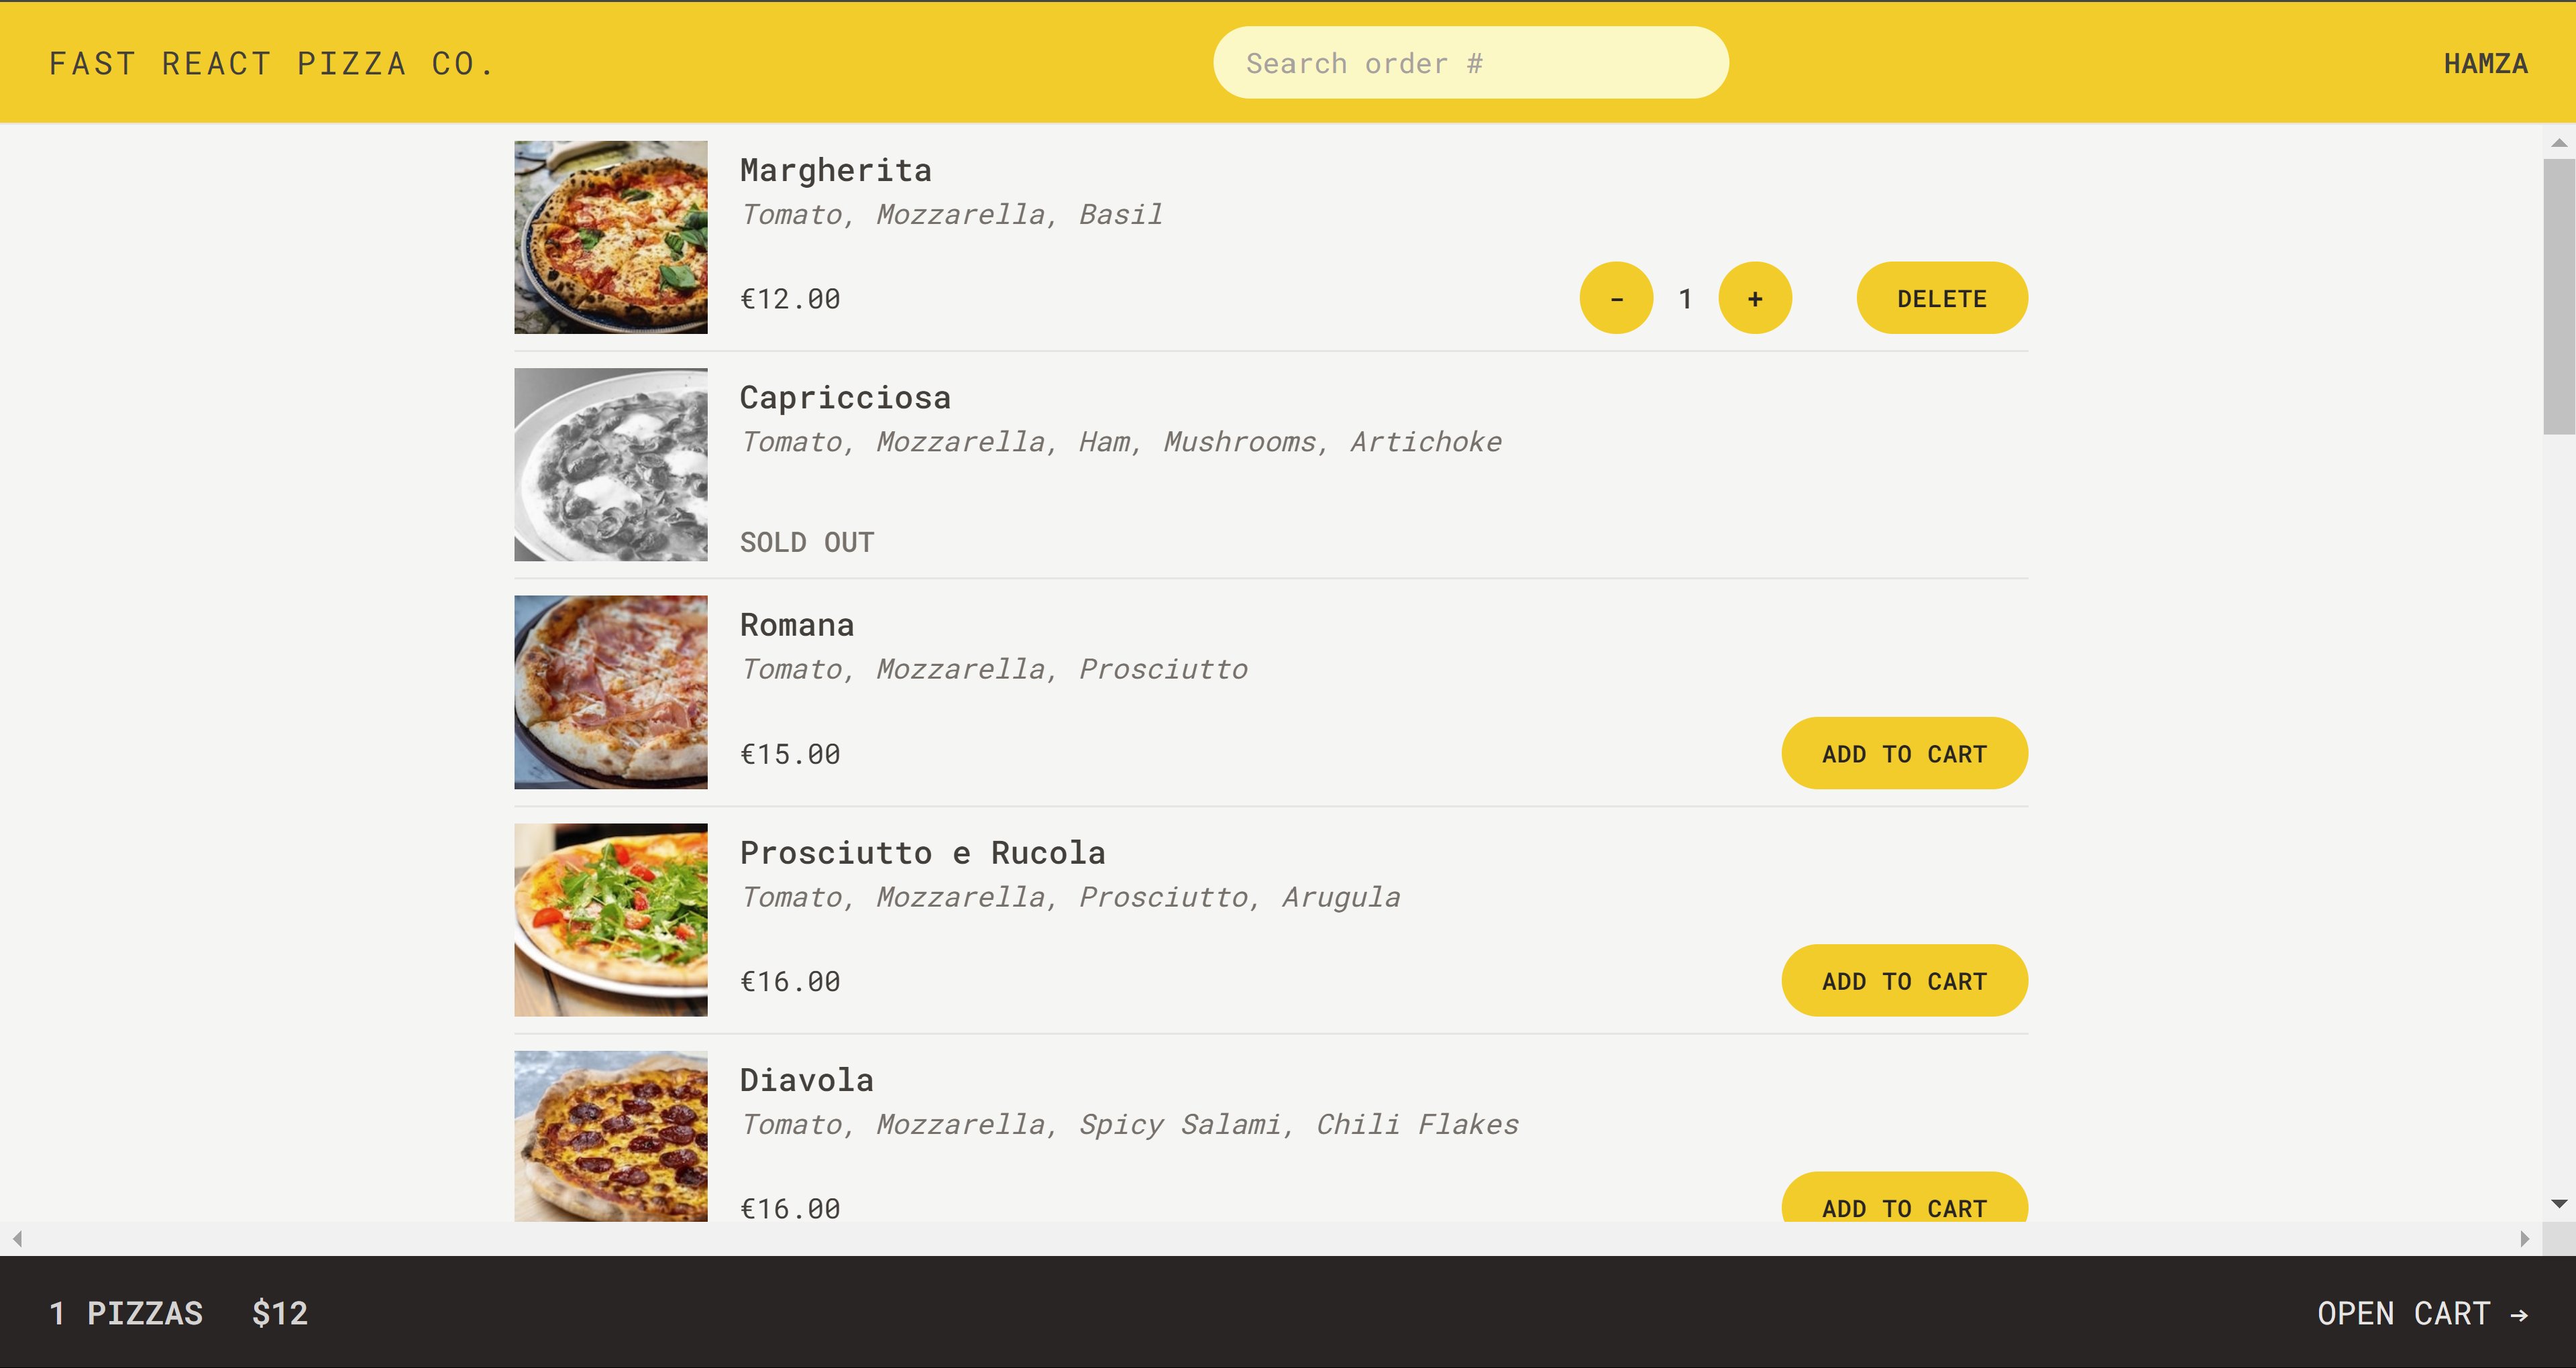 FAST REACT PIZZA CO.
Search order #
HAMZA
Margherita
Tomato, Mozzarella, Basil
€12.00
- 1 + DELETE
Capricciosa
Tomato, Mozzarella, Ham, Mushrooms, Artichoke
SOLD OUT
Romana
Tomato, Mozzarella, Prosciutto
€15.00
ADD TO CART
Prosciutto e Rucola
Tomato, Mozzarella, Prosciutto, Arugula
€16.00
ADD TO CART
Diavola
Tomato, Mozzarella, Spicy Salami, Chili Flakes
€16.00
ADD TO CART
1 PIZZAS $12
OPEN CART →